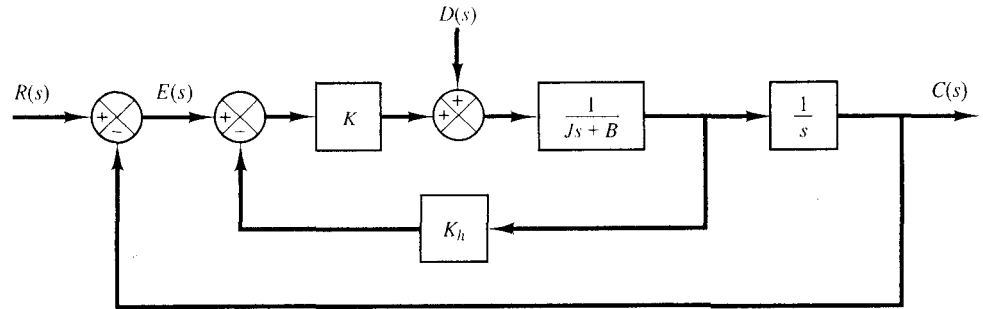 D(s)
R(s)
E(s)
K
1
Js + B
1
s
C(s)
K_h
+
−
+
−
+
+